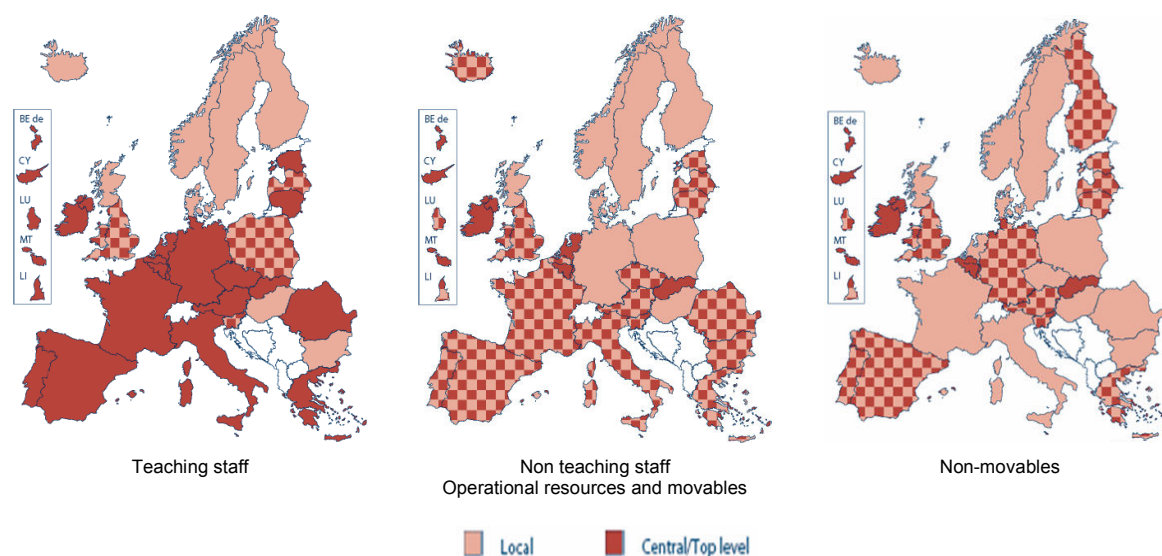 BE de
CY
LU
MT
LI
BE de
CY
LU
MT
LI
BE de
CY
LU
MT
LI
Teaching staff
Non teaching staff
Operational resources and movables
Non-movables
Local
Central/Top level